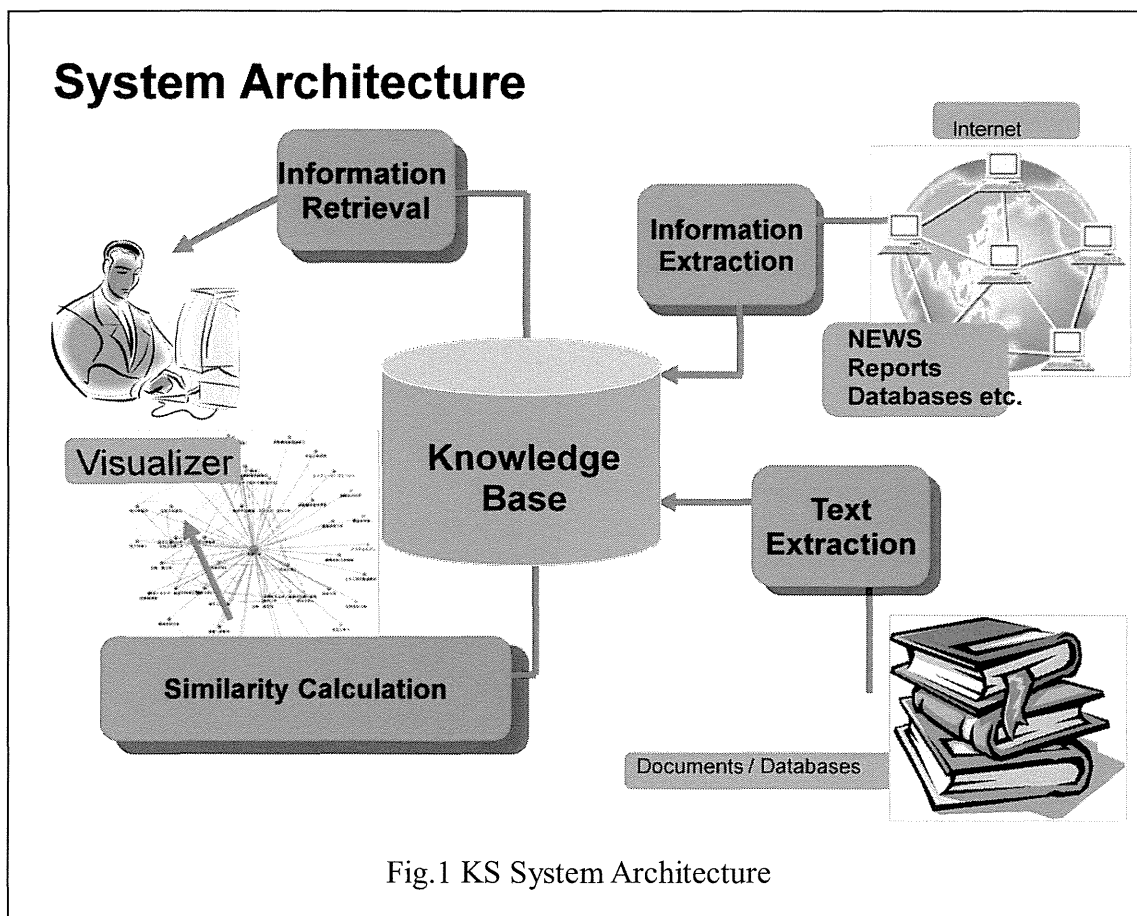 System Architecture
Internet
Information
Retrieval
Information
Extraction
NEWS
Reports
Databases etc.
Knowledge
Base
Visualizer
Text
Extraction
Similarity Calculation
Documents / Databases
Fig.1 KS System Architecture